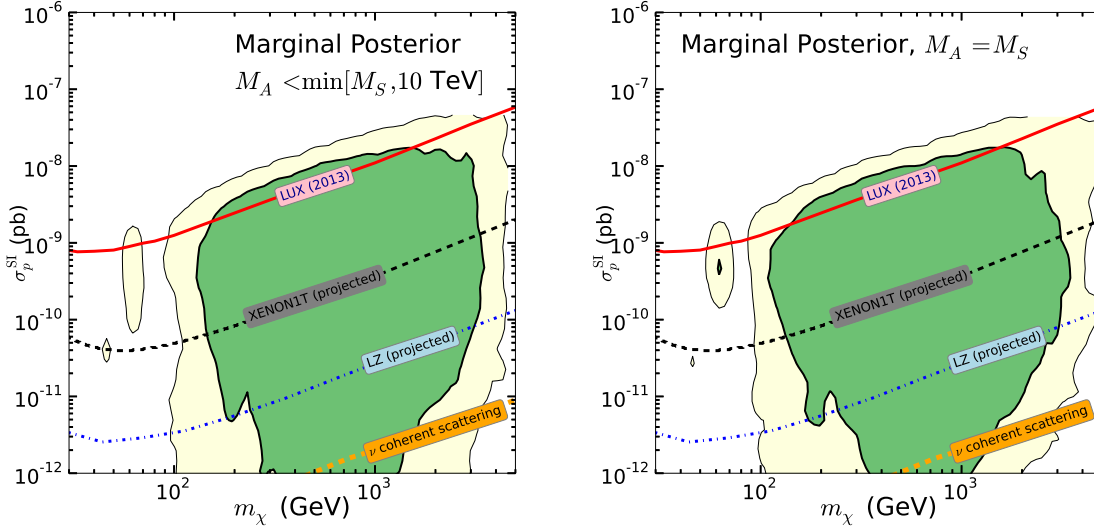 Marginal Posterior
M_A <min[M_S,10 TeV]
10^-6
10^-7
10^-8
10^-9
10^-10
10^-11
10^-12
σ_p^SI (pb)
LUX (2013)
XENON1T (projected)
LZ (projected)
ν coherent scattering
10^2
10^3
m_χ (GeV)
Marginal Posterior, M_A = M_S
10^-6
10^-7
10^-8
10^-9
10^-10
10^-11
10^-12
σ_p^SI (pb)
LUX (2013)
XENON1T (projected)
LZ (projected)
ν coherent scattering
10^2
10^3
m_χ (GeV)